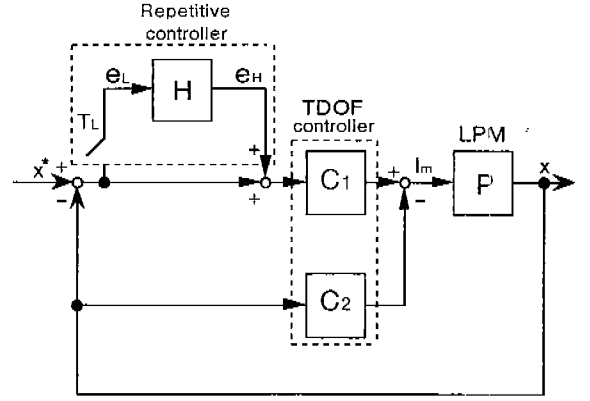 Repetitive
controller
eL
H
eH
TL
TDOF
controller
LPM
x*
+
−
+
+
C1
+
−
Im
P
x
C2